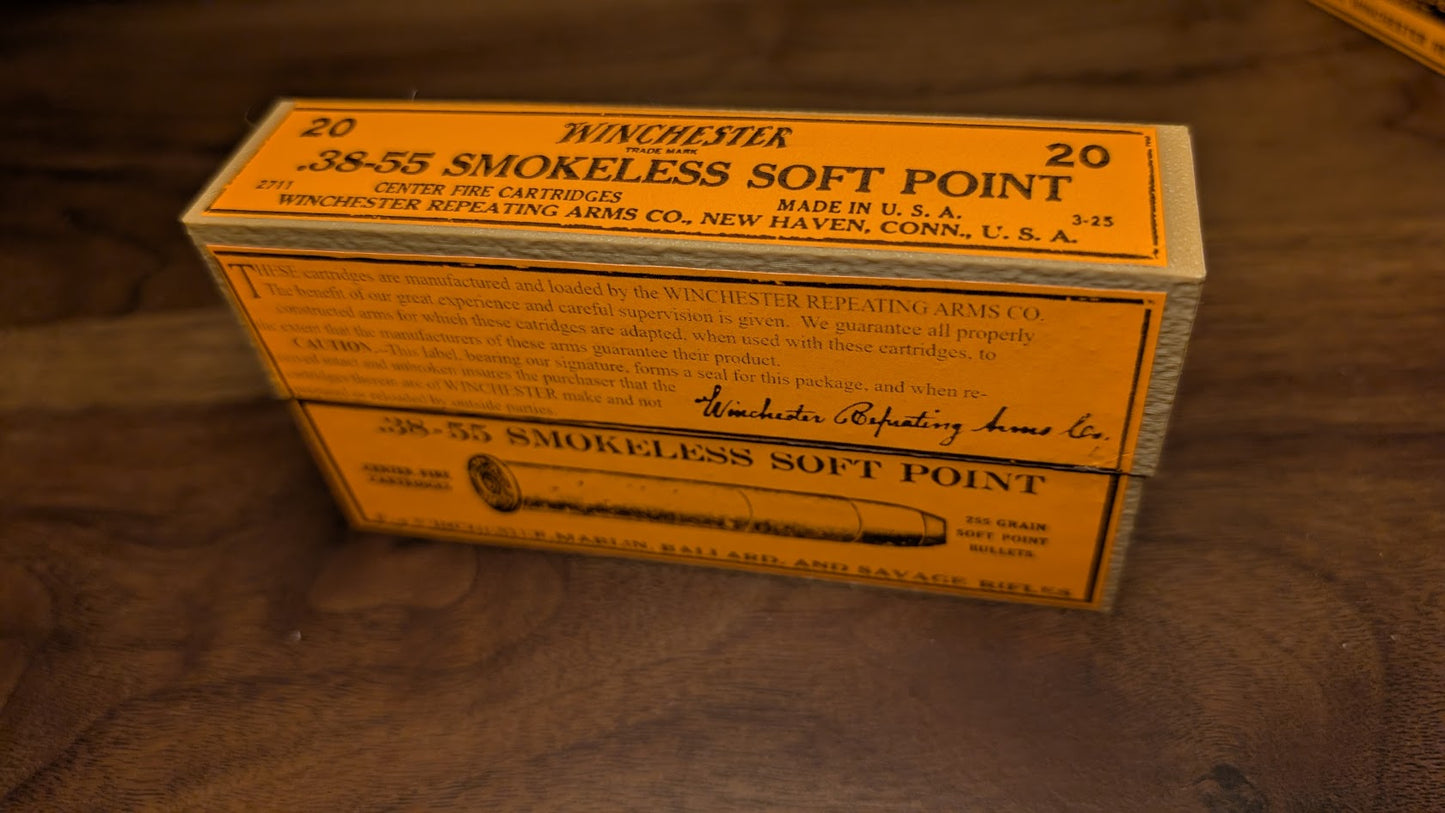 20 WINCHESTER 20
TRADE MARK
.38-55 SMOKELESS SOFT POINT
2711 CENTER FIRE CARTRIDGES MADE IN U. S. A. 3-25
WINCHESTER REPEATING ARMS CO., NEW HAVEN, CONN., U. S. A.
THESE cartridges are manufactured and loaded by the WINCHESTER REPEATING ARMS CO.
The benefit of our great experience and careful supervision is given. We guarantee all properly
constructed arms for which these catridges are adapted, when used with these cartridges, to
the extent that the manufacturers of these arms guarantee their product.
CAUTION.--This label, bearing our signature, forms a seal for this package, and when re-
ceived intact and unbroken insures the purchaser that the
cartridges therein are of WINCHESTER make and not
or reloaded by outside parties.
Winchester Repeating Arms Co.
.38-55 SMOKELESS SOFT POINT
CENTER FIRE
CARTRIDGES
255 GRAIN
SOFT POINT
BULLETS
WINCHESTER, MARLIN, BALLARD, AND SAVAGE RIFLES
WINCHESTER